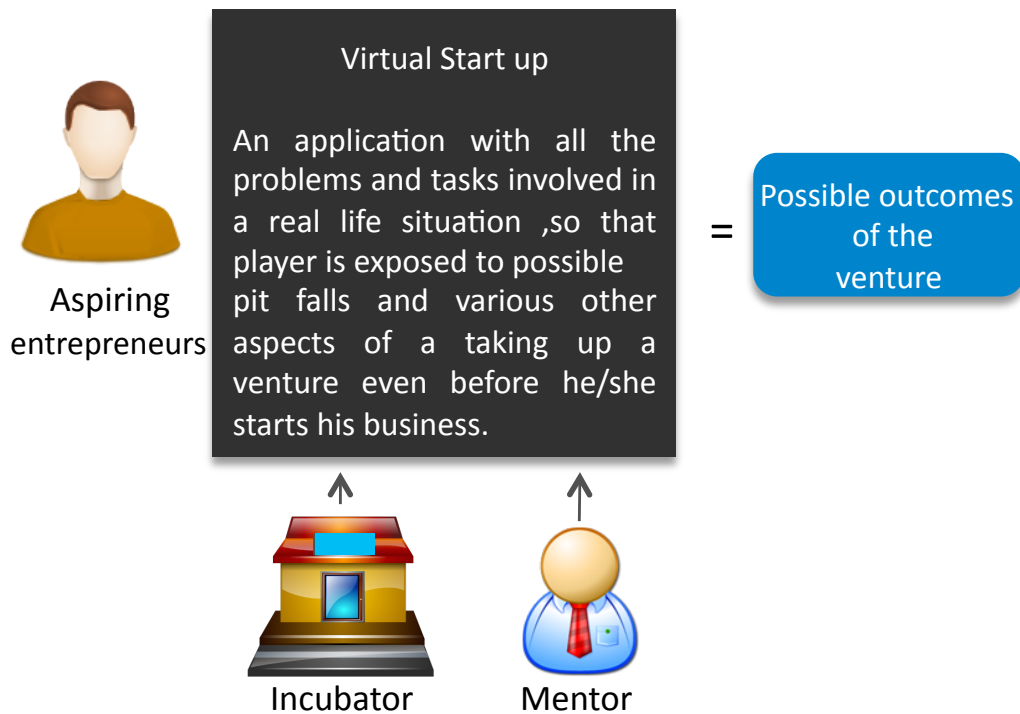 Virtual Start up
An application with all the
problems and tasks involved in
a real life situation ,so that
player is exposed to possible
pit falls and various other
aspects of a taking up a
venture even before he/she
starts his business.
Aspiring
entrepreneurs
=
Possible outcomes
of the
venture
Incubator
Mentor